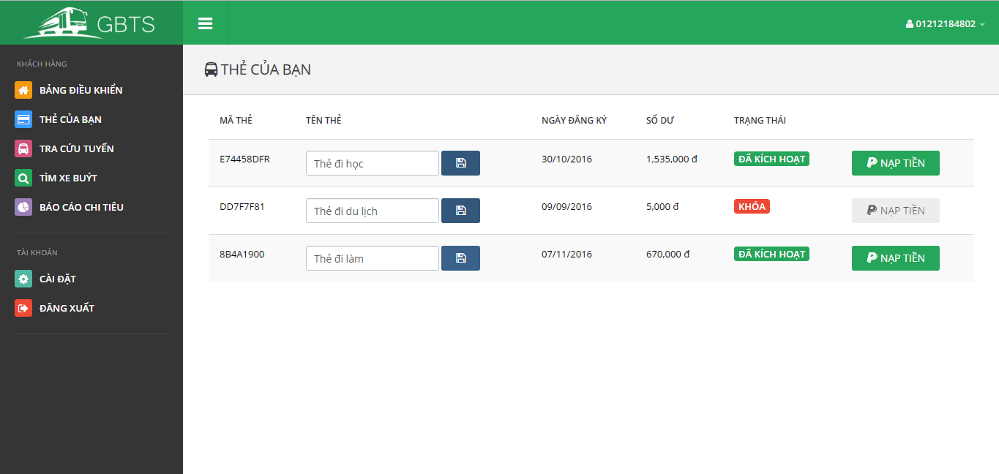 GBTS
01212184802
KHÁCH HÀNG
BẢNG ĐIỀU KHIỂN
THẺ CỦA BẠN
TRA CỨU TUYẾN
TÌM XE BUÝT
BÁO CÁO CHI TIÊU
TÀI KHOẢN
CÀI ĐẶT
ĐĂNG XUẤT
THẺ CỦA BẠN
MÃ THẺ TÊN THẺ NGÀY ĐĂNG KÝ SỐ DƯ TRẠNG THÁI
E74458DFR Thẻ đi học 30/10/2016 1,535,000 đ ĐÃ KÍCH HOẠT NẠP TIỀN
DD7F7F81 Thẻ đi du lịch 09/09/2016 5,000 đ KHÓA NẠP TIỀN
8B4A1900 Thẻ đi làm 07/11/2016 670,000 đ ĐÃ KÍCH HOẠT NẠP TIỀN